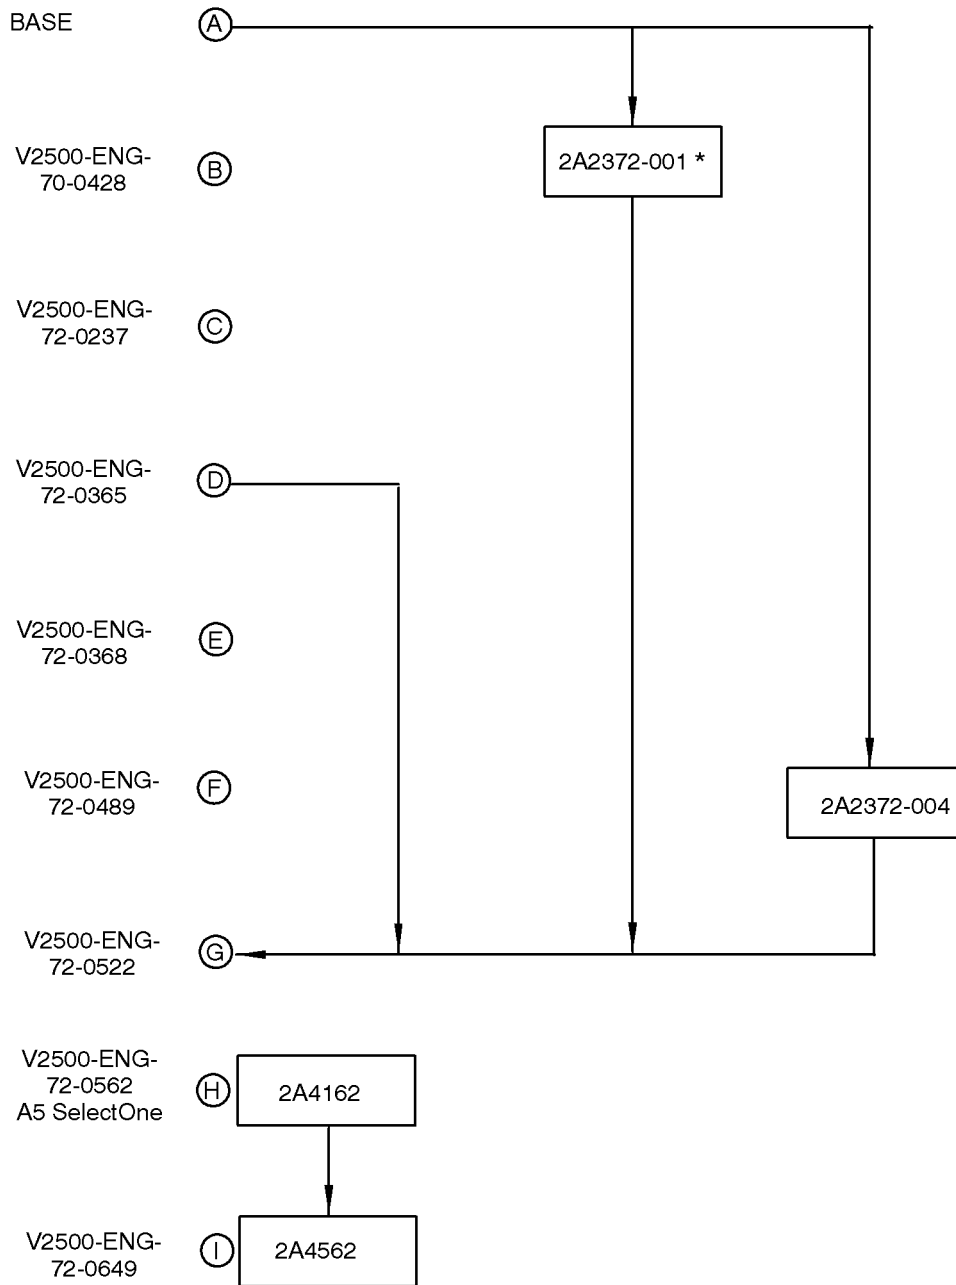 BASE A
V2500-ENG-
70-0428
B
2A2372-001 *
V2500-ENG-
72-0237
C
V2500-ENG-
72-0365
D
V2500-ENG-
72-0368
E
V2500-ENG-
72-0489
F
2A2372-004
V2500-ENG-
72-0522
G
V2500-ENG-
72-0562
A5 SelectOne
H
2A4162
V2500-ENG-
72-0649
I
2A4562